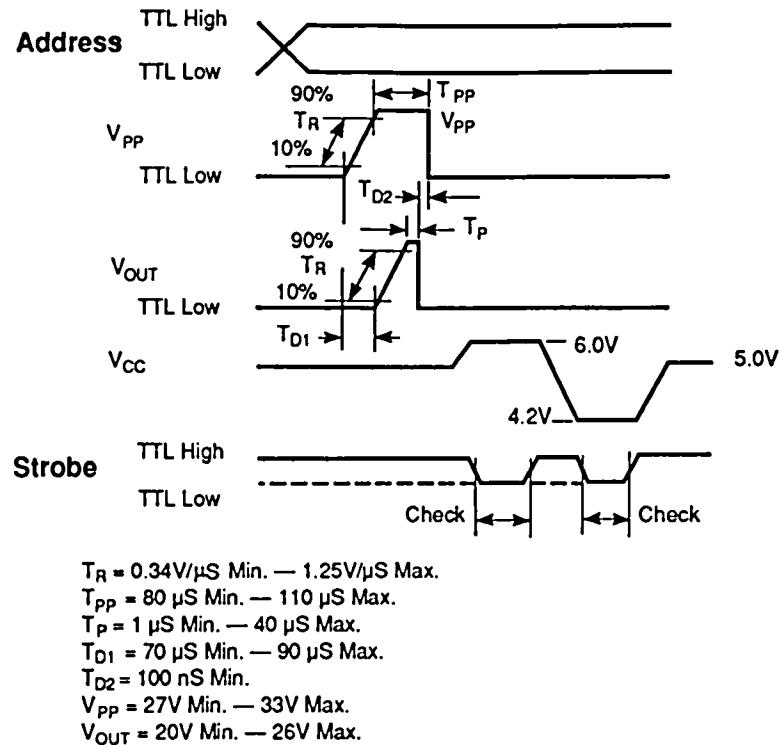 Address
TTL High
TTL Low
90%
T_PP
V_PP
T_R
V_PP
10%
TTL Low
T_D2
T_P
90%
V_OUT
T_R
10%
TTL Low
T_D1
V_CC
6.0V
5.0V
4.2V
Strobe
TTL High
TTL Low
Check
Check
T_R = 0.34V/µS Min. — 1.25V/µS Max.
T_PP = 80 µS Min. — 110 µS Max.
T_P = 1 µS Min. — 40 µS Max.
T_D1 = 70 µS Min. — 90 µS Max.
T_D2 = 100 nS Min.
V_PP = 27V Min. — 33V Max.
V_OUT = 20V Min. — 26V Max.